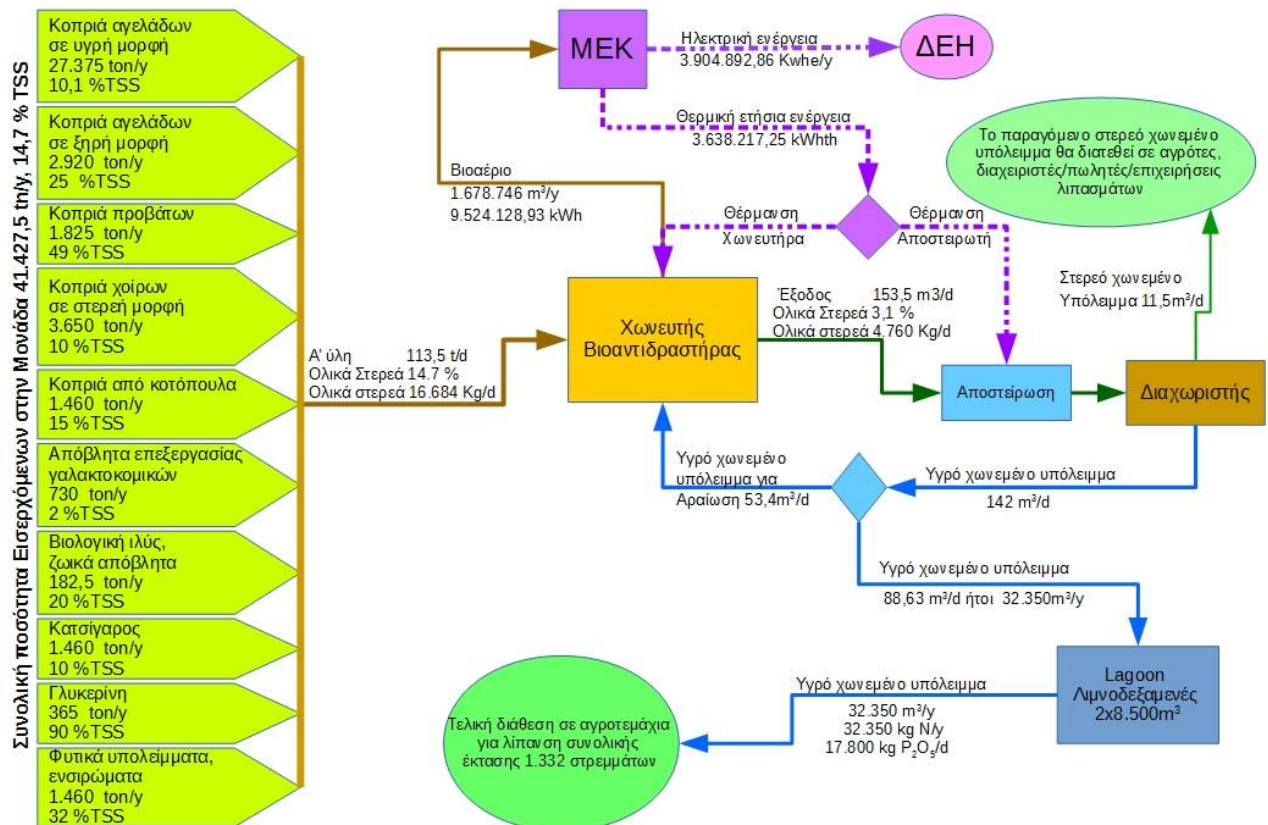 Συνολική ποσότητα Εισερχόμενων στην Μονάδα 41.427,5 tn/y, 14,7 % TSS
Κοπριά αγελάδων
σε υγρή μορφή
27.375 ton/y
10,1 %TSS
Κοπριά αγελάδων
σε ξηρή μορφή
2.920 ton/y
25 %TSS
Κοπριά προβάτων
1.825 ton/y
49 %TSS
Κοπριά χοίρων
σε στερεή μορφή
3.650 ton/y
10 %TSS
Κοπριά από κοτόπουλα
1.460 ton/y
15 %TSS
Απόβλητα επεξεργασίας
γαλακτοκομικών
730 ton/y
2 %TSS
Βιολογική ιλύς,
ζωικά απόβλητα
182,5 ton/y
20 %TSS
Κατσίγαρος
1.460 ton/y
10 %TSS
Γλυκερίνη
365 ton/y
90 %TSS
Φυτικά υπολείμματα,
ενσιρώματα
1.460 ton/y
32 %TSS
Α' ύλη 113,5 t/d
Ολικά Στερεά 14.7 %
Ολικά στερεά 16.684 Kg/d
Βιοαέριο
1.678.746 m³/y
9.524.128,93 kWh
ΜΕΚ
Ηλεκτρική ενέργεια
3.904.892,86 Kwhe/y
ΔΕΗ
Θερμική ετήσια ενέργεια
3.638.217,25 kWhth
Θέρμανση
Χωνευτήρα
Θέρμανση
Αποστειρωτή
Το παραγόμενο στερεό χωνεμένο
υπόλειμμα θα διατεθεί σε αγρότες,
διαχειριστές/πωλητές/επιχειρήσεις
λιπασμάτων
Στερεό χωνεμένο
Υπόλειμμα 11,5m³/d
Χωνευτής
Βιοαντιδραστήρας
Έξοδος 153,5 m3/d
Ολικά Στερεά 3,1 %
Ολικά στερεά 4.760 Kg/d
Αποστείρωση
Διαχωριστής
Υγρό χωνεμένο
υπόλειμμα για
Αραίωση 53,4m³/d
Υγρό χωνεμένο υπόλειμμα
142 m³/d
Υγρό χωνεμένο υπόλειμμα
88,63 m³/d ήτοι 32.350m³/y
Lagoon
Λιμνοδεξαμενές
2x8.500m³
Υγρό χωνεμένο υπόλειμμα
32.350 m³/y
32.350 kg N/y
17.800 kg P₂O₅/d
Τελική διάθεση σε αγροτεμάχια
για λίπανση συνολικής
έκτασης 1.332 στρεμμάτων